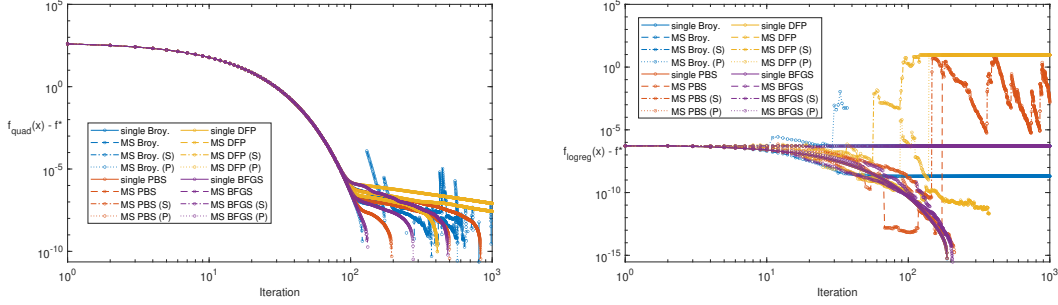 10^0
10^5
10^0
10^-5
10^-10
f_quad(x) - f*
single Broy.
MS Broy.
MS Broy. (S)
MS Broy. (P)
single PBS
MS PBS
MS PBS (S)
MS PBS (P)
single DFP
MS DFP
MS DFP (S)
MS DFP (P)
single BFGS
MS BFGS
MS BFGS (S)
MS BFGS (P)
10^0
10^1
10^2
10^3
Iteration
10^10
10^5
10^0
10^-5
10^-10
10^-15
f_logreg(x) - f*
single Broy.
MS Broy.
MS Broy. (S)
MS Broy. (P)
single PBS
MS PBS
MS PBS (S)
MS PBS (P)
single DFP
MS DFP
MS DFP (S)
MS DFP (P)
single BFGS
MS BFGS
MS BFGS (S)
MS BFGS (P)
10^0
10^1
10^2
10^3
Iteration